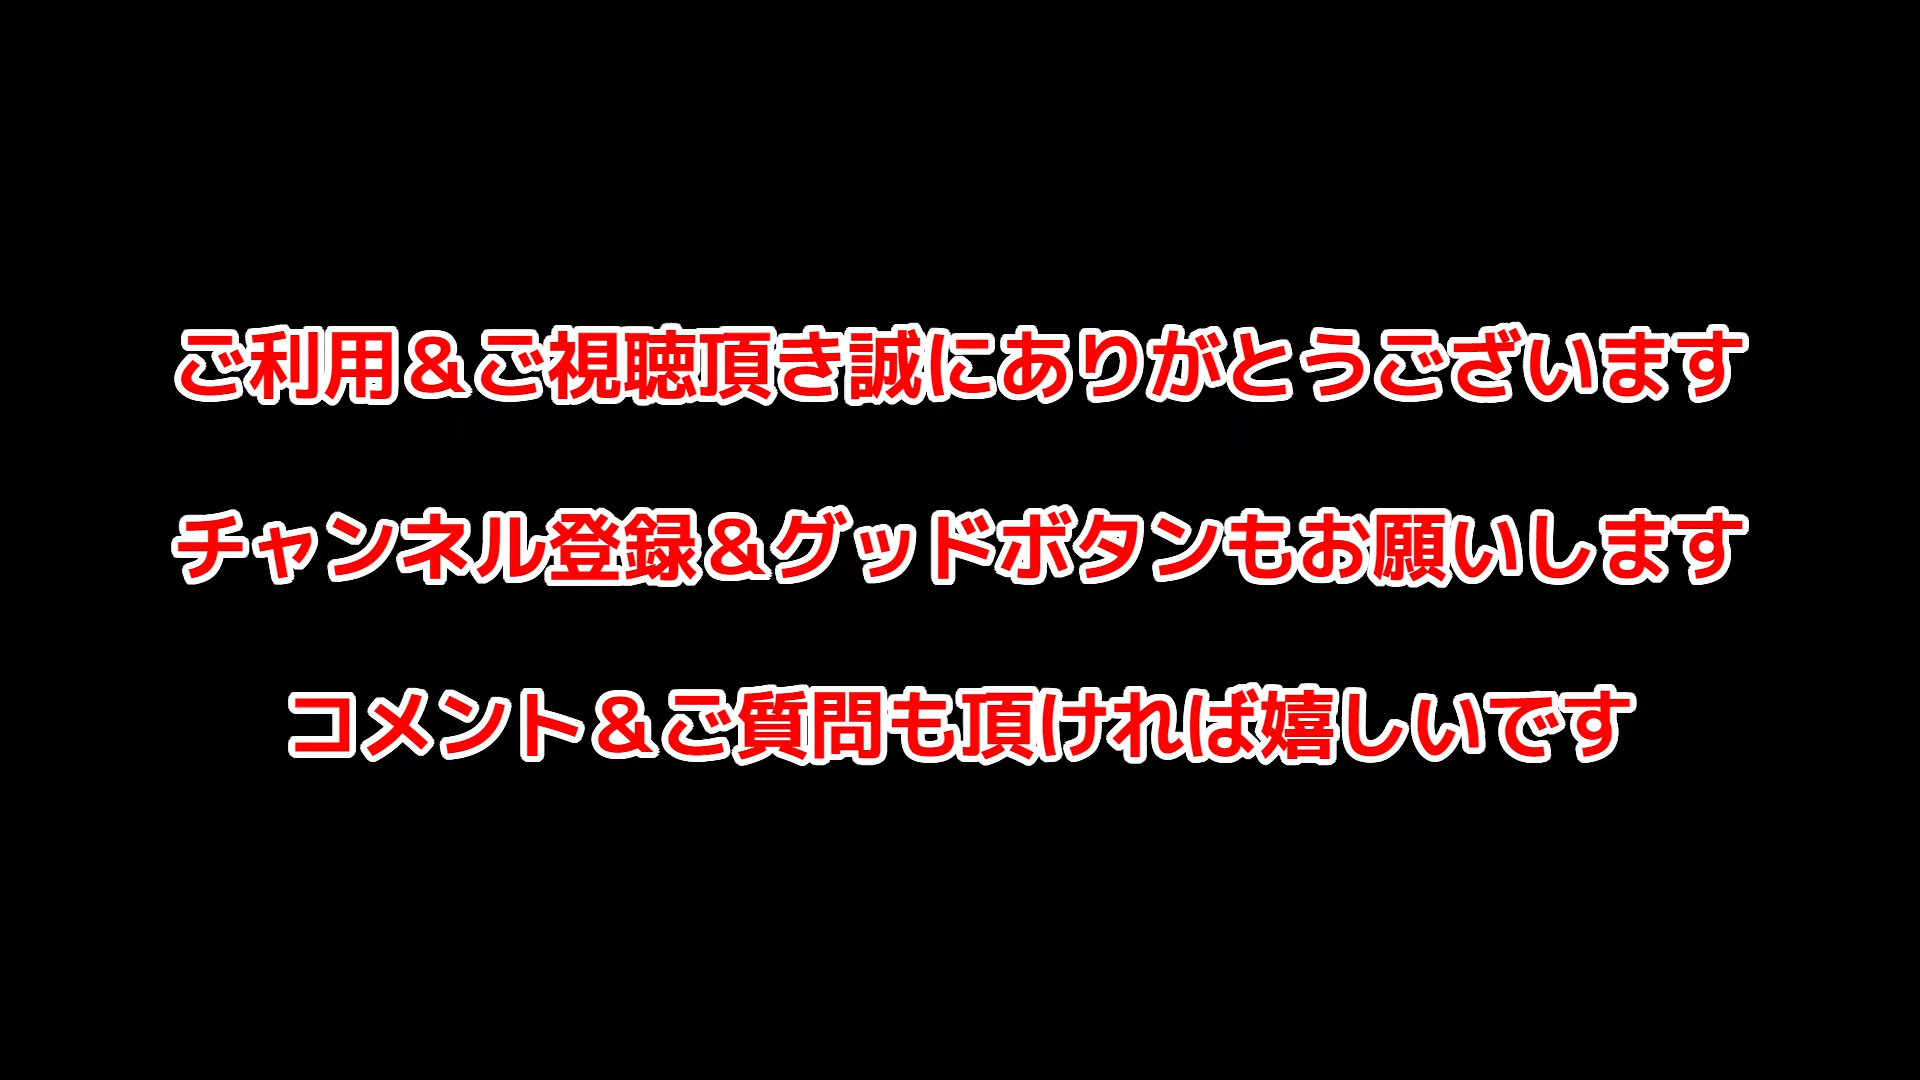 ご利用＆ご視聴頂き誠にありがとうございます
チャンネル登録＆グッドボタンもお願いします
コメント＆ご質問も頂ければ嬉しいです